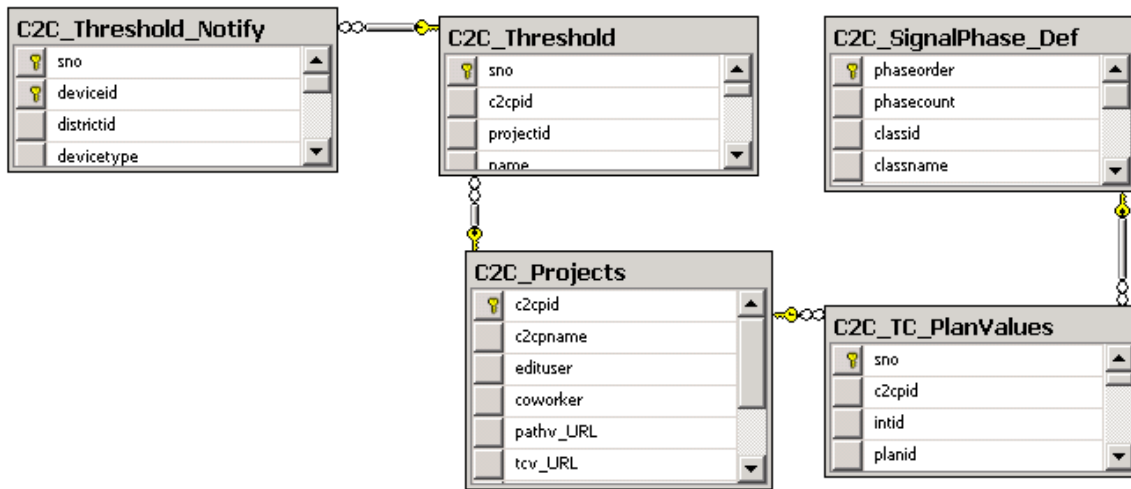 C2C_Threshold_Notify
sno
deviceid
districtid
devicetype
C2C_Threshold
sno
c2cpid
projectid
name
C2C_SignalPhase_Def
phaseorder
phasecount
classid
classname
C2C_Projects
c2cpid
c2cpname
edituser
coworker
pathv_URL
tcv_URL
C2C_TC_PlanValues
sno
c2cpid
intid
planid